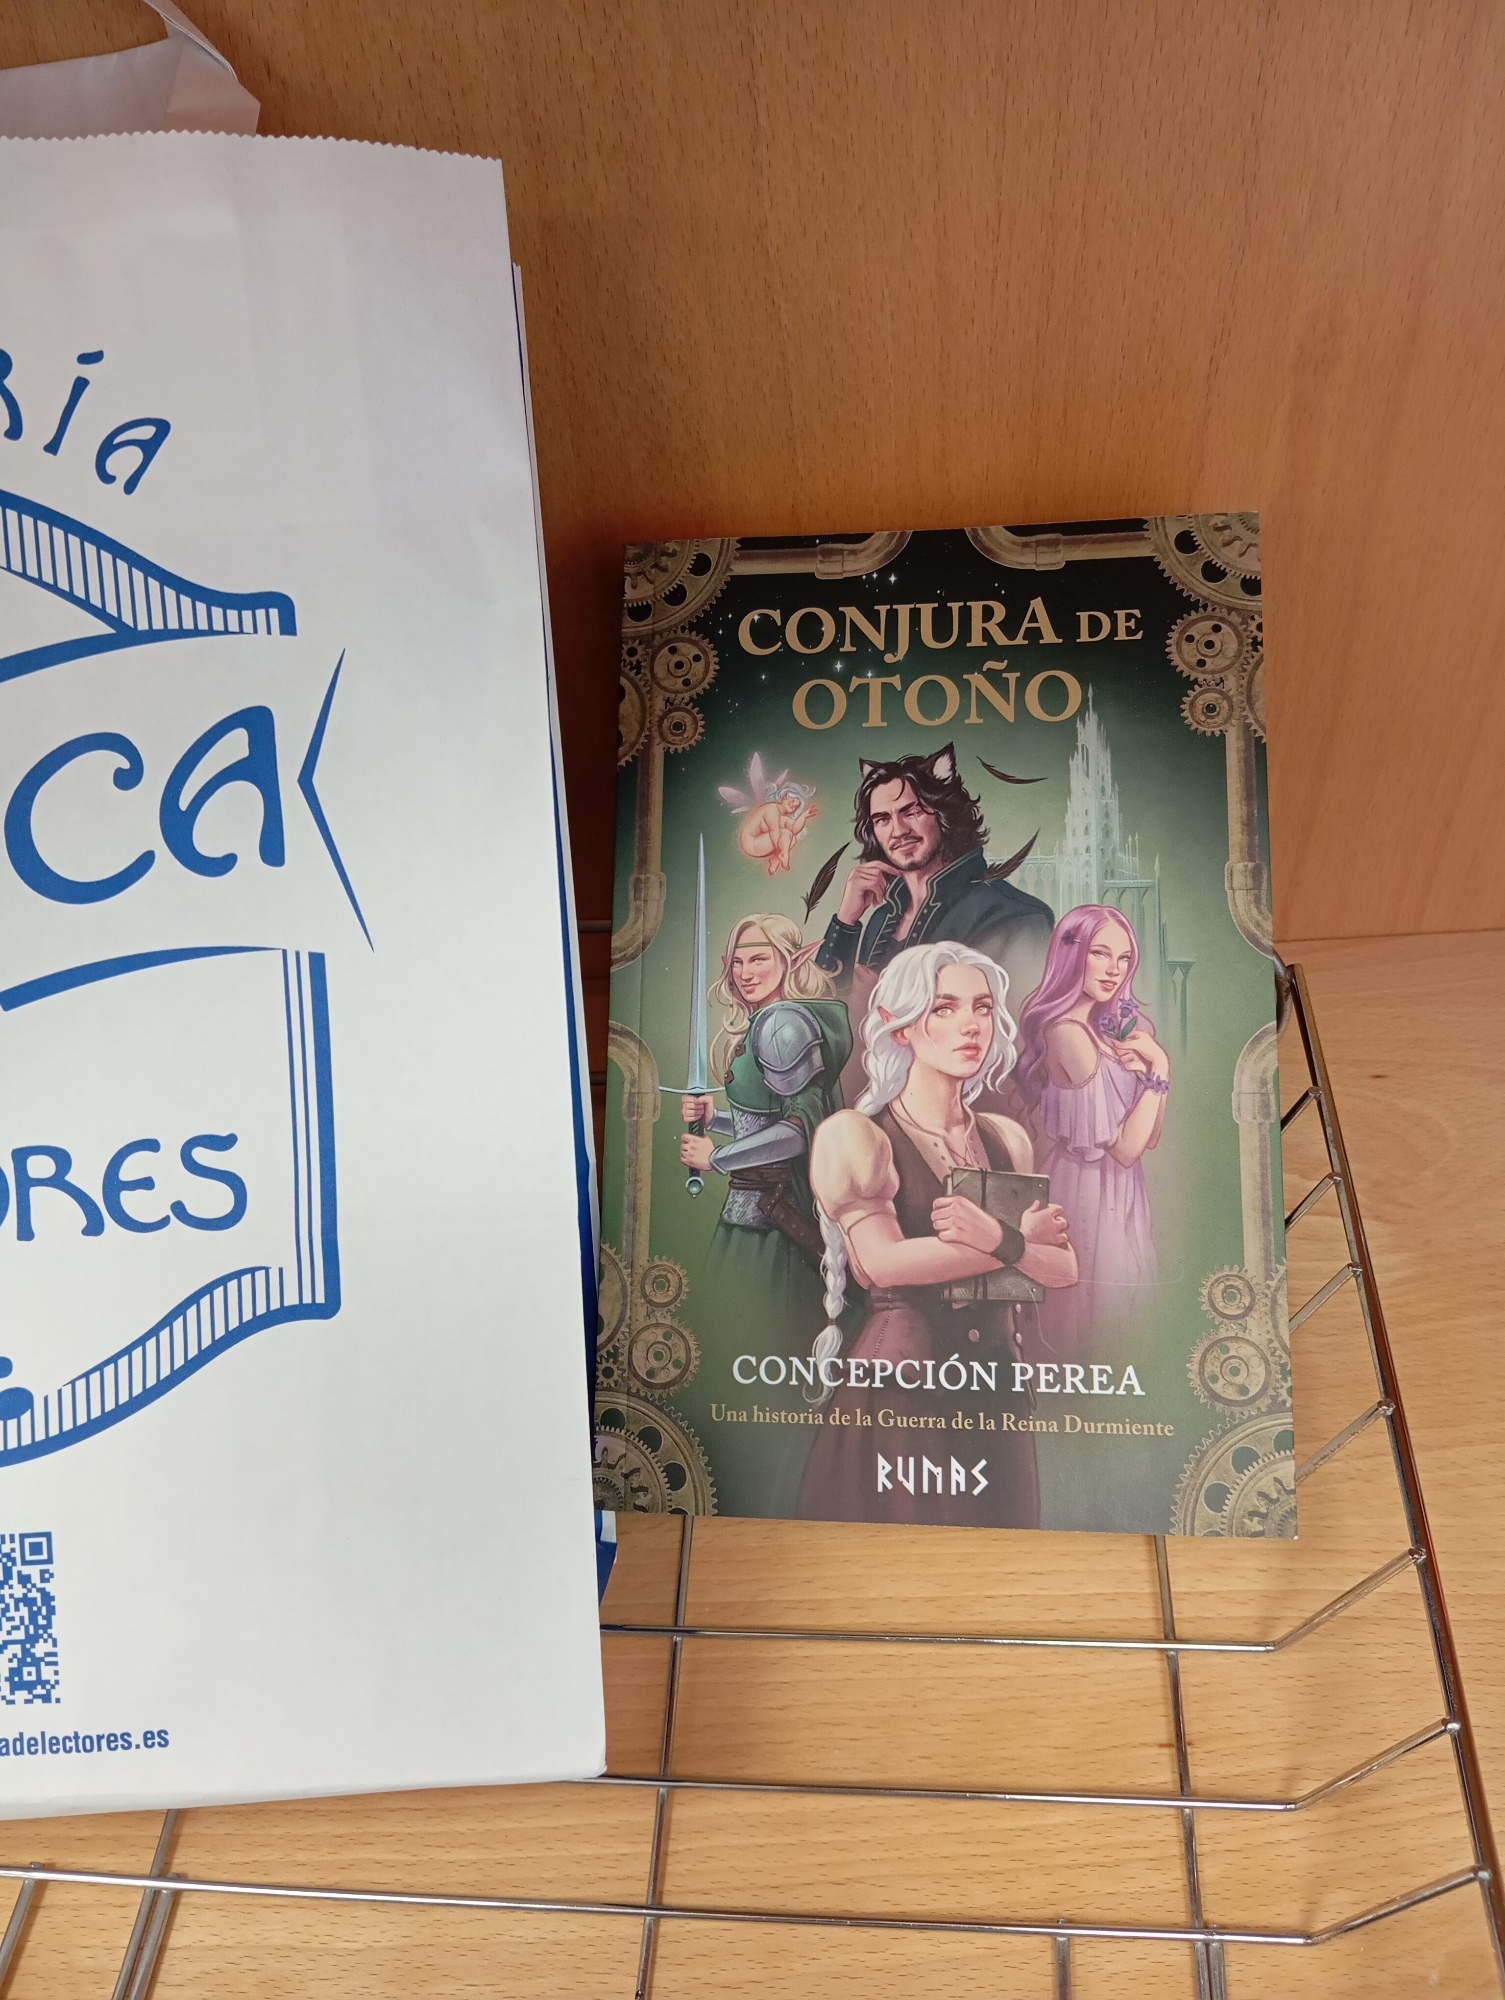 CONJURA DE
OTOÑO
CONCEPCIÓN PEREA
Una historia de la Guerra de la Reina Durmiente
RUNAS
RÍA
CA
ORES
adelectores.es